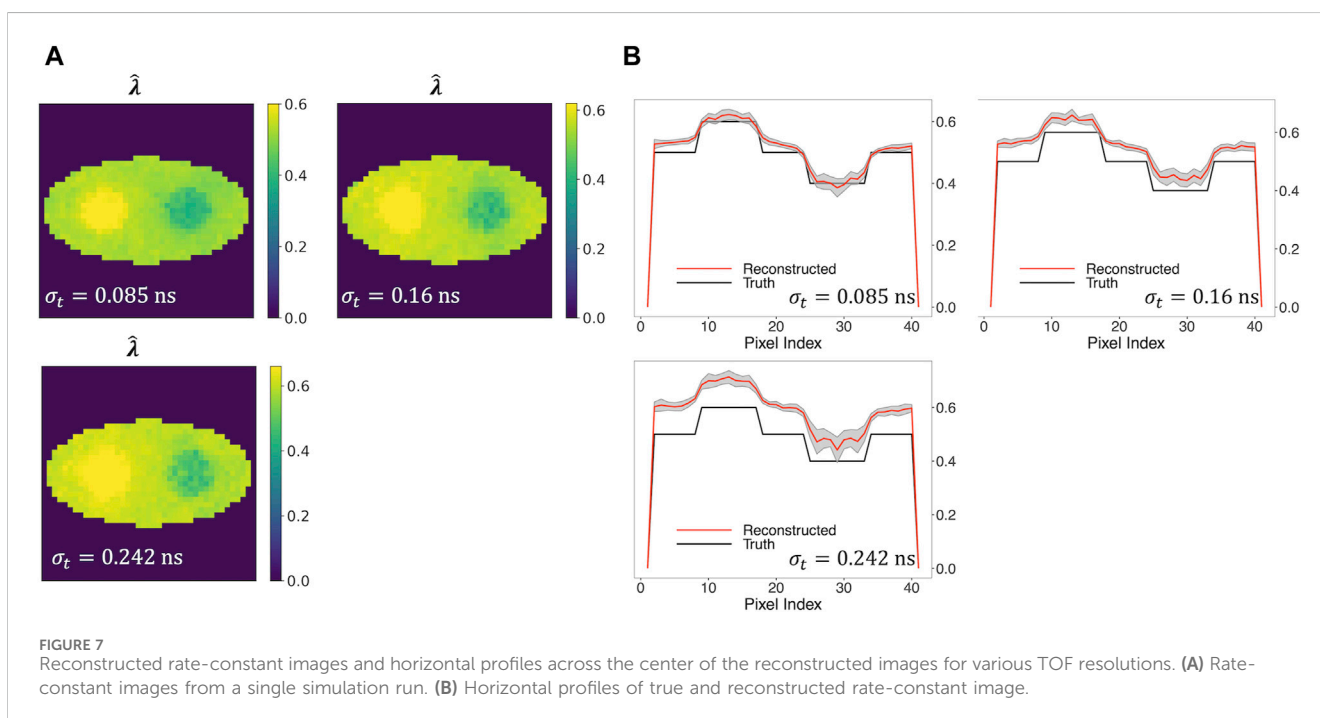 A
B
λ̂
λ̂
0.6
0.4
0.2
0.0
σt = 0.085 ns
0.6
0.4
0.2
0.0
σt = 0.16 ns
0.6
0.4
0.2
0.0
Reconstructed
Truth
σt = 0.085 ns
0 10 20 30 40
Pixel Index
0.6
0.4
0.2
0.0
Reconstructed
Truth
σt = 0.16 ns
0 10 20 30 40
Pixel Index
λ̂
0.6
0.4
0.2
0.0
σt = 0.242 ns
0.6
0.4
0.2
0.0
Reconstructed
Truth
σt = 0.242 ns
0 10 20 30 40
Pixel Index
FIGURE 7
Reconstructed rate-constant images and horizontal profiles across the center of the reconstructed images for various TOF resolutions. (A) Rate-
constant images from a single simulation run. (B) Horizontal profiles of true and reconstructed rate-constant image.